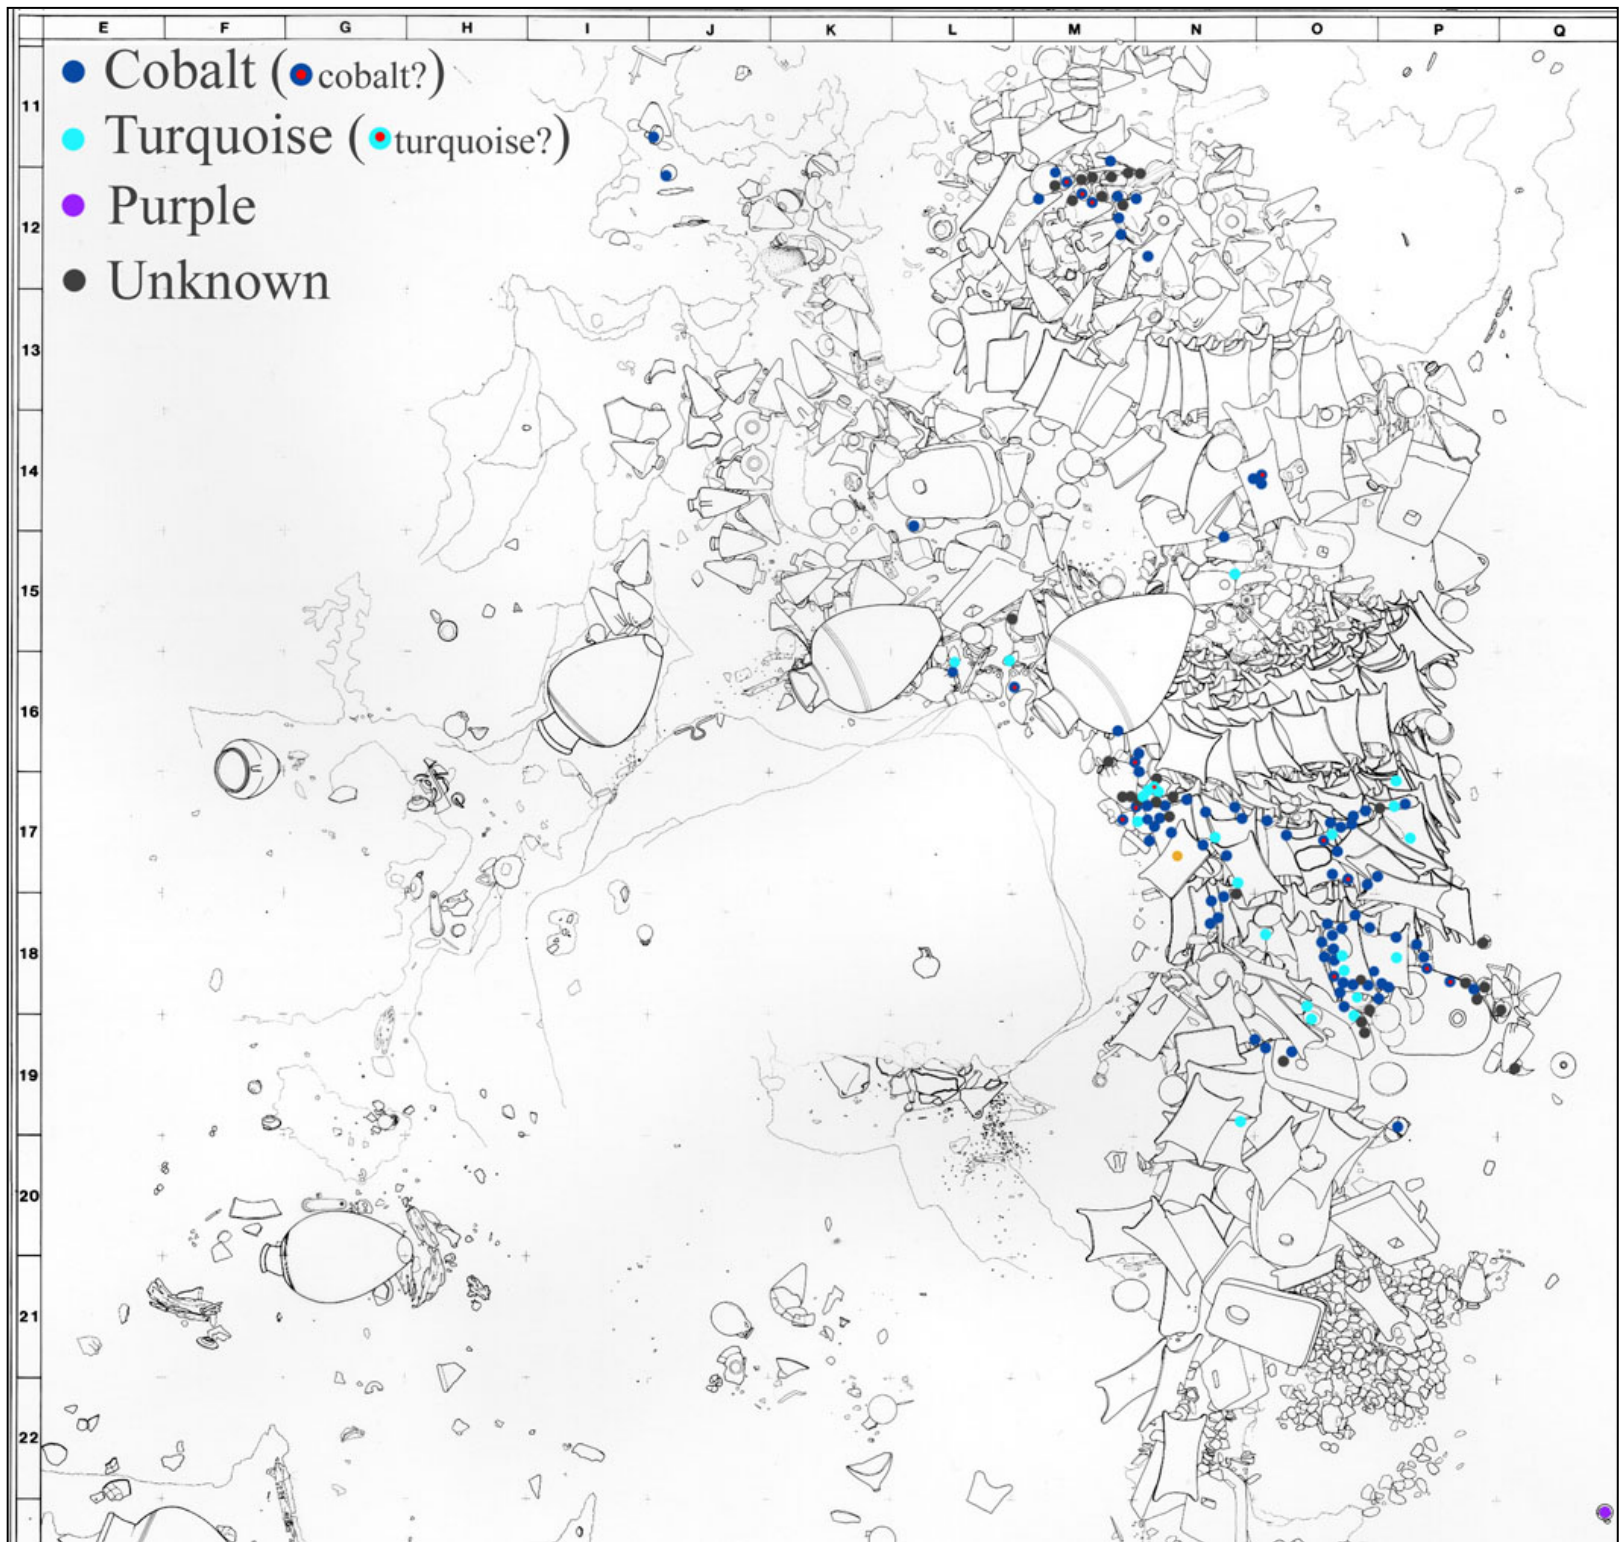 E F G H I J K L M N O P Q
Cobalt (cobalt?)
11
Turquoise (turquoise?)
Purple
12
Unknown
13
14
15
16
17
18
19
20
21
22